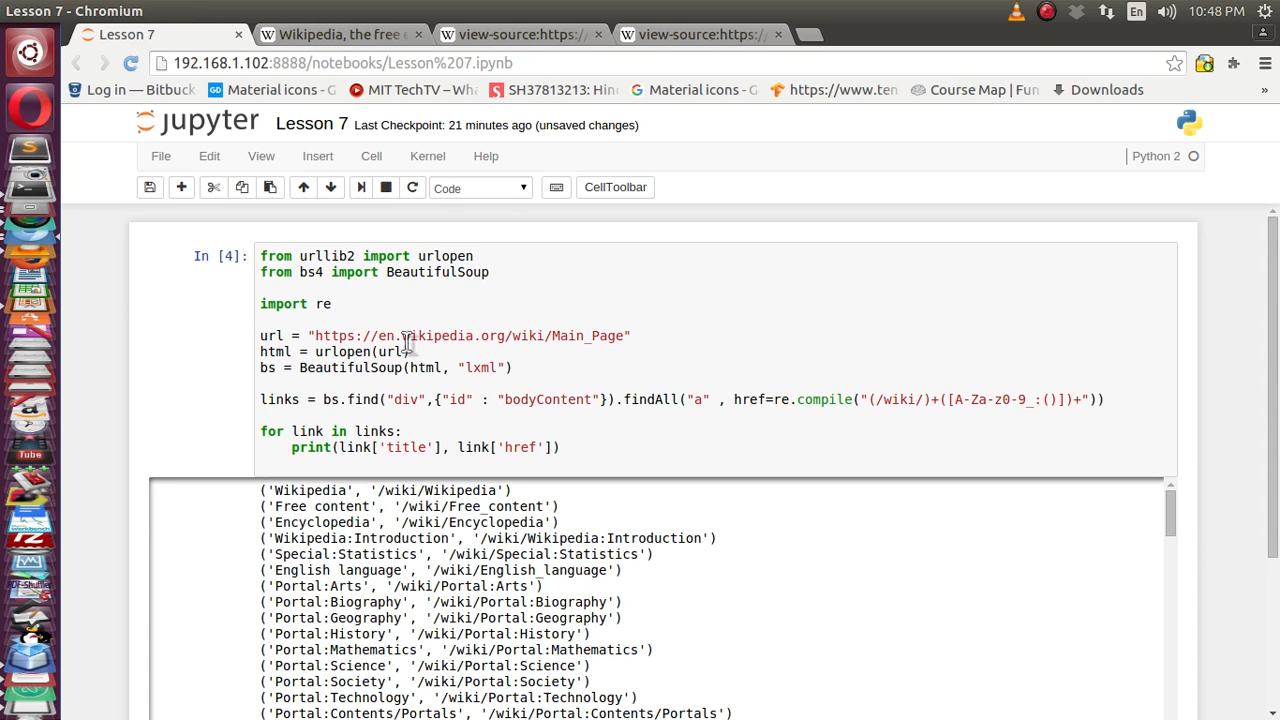 Lesson 7 - Chromium
En
10:48 PM
Lesson 7
Wikipedia, the free e
view-source:https:/
view-source:https:/
192.168.1.102:8888/notebooks/Lesson%207.ipynb
Log in — Bitbuck
Material icons - G
MIT TechTV – Wha
SH37813213: Hin
Material icons - G
https://www.ten
Course Map | Fun
Downloads
»
jupyter
Lesson 7 Last Checkpoint: 21 minutes ago (unsaved changes)
File Edit View Insert Cell Kernel Help
Python 2
Code
CellToolbar
In [4]:
from urllib2 import urlopen
from bs4 import BeautifulSoup
import re
url = "https://en.wikipedia.org/wiki/Main_Page"
html = urlopen(url)
bs = BeautifulSoup(html, "lxml")
links = bs.find("div",{"id" : "bodyContent"}).findAll("a" , href=re.compile("(/wiki/)+([A-Za-z0-9_:()])+"))
for link in links:
print(link['title'], link['href'])
('Wikipedia', '/wiki/Wikipedia')
('Free content', '/wiki/Free_content')
('Encyclopedia', '/wiki/Encyclopedia')
('Wikipedia:Introduction', '/wiki/Wikipedia:Introduction')
('Special:Statistics', '/wiki/Special:Statistics')
('English language', '/wiki/English_language')
('Portal:Arts', '/wiki/Portal:Arts')
('Portal:Biography', '/wiki/Portal:Biography')
('Portal:Geography', '/wiki/Portal:Geography')
('Portal:History', '/wiki/Portal:History')
('Portal:Mathematics', '/wiki/Portal:Mathematics')
('Portal:Science', '/wiki/Portal:Science')
('Portal:Society', '/wiki/Portal:Society')
('Portal:Technology', '/wiki/Portal:Technology')
('Portal:Contents/Portals', '/wiki/Portal:Contents/Portals')